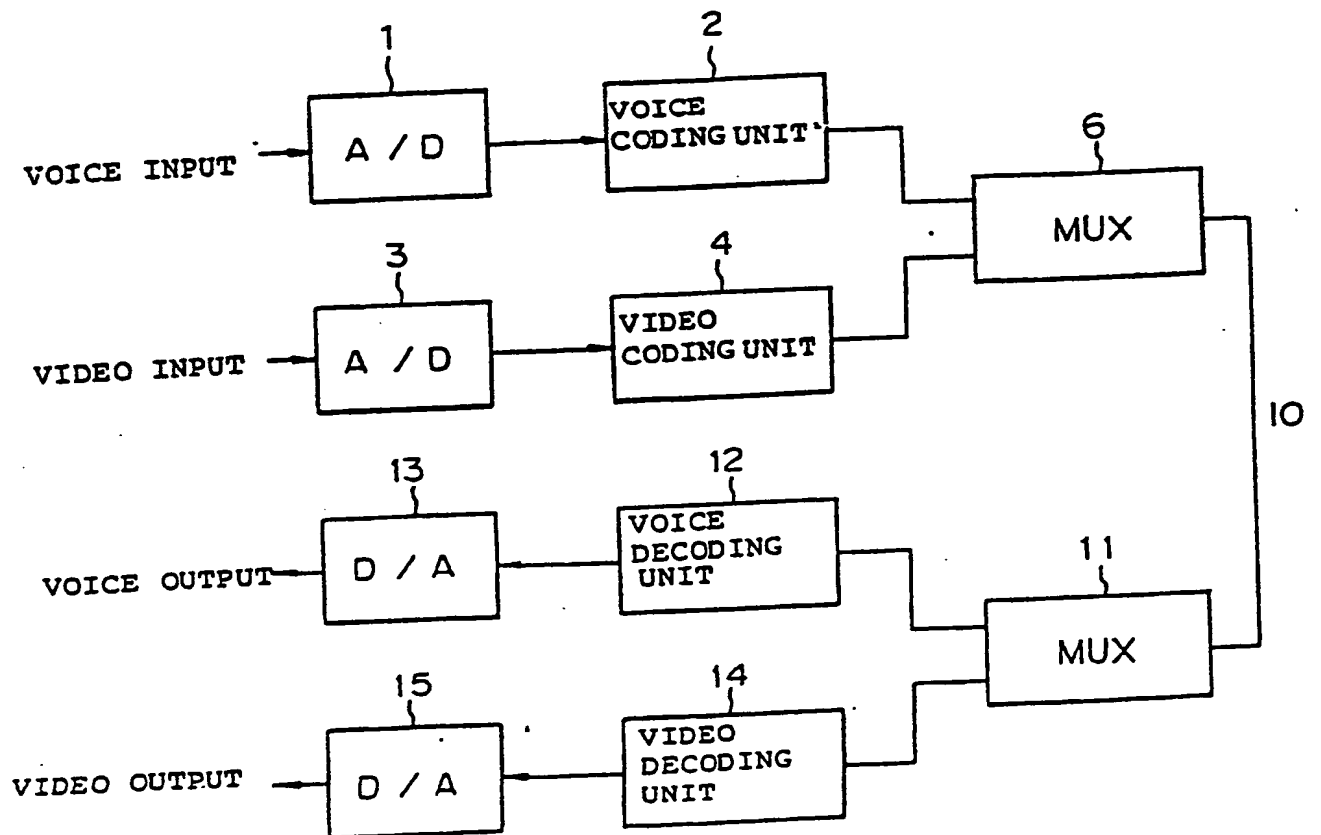 1
2
VOICE INPUT
A / D
VOICE
CODING UNIT
6
MUX
3
4
VIDEO INPUT
A / D
VIDEO
CODING UNIT
10
13
12
VOICE OUTPUT
D / A
VOICE
DECODING
UNIT
11
MUX
15
14
VIDEO OUTPUT
D / A
VIDEO
DECODING
UNIT